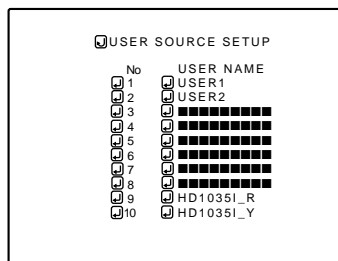 USER SOURCE SETUP
No USER NAME
1 USER1
2 USER2
3 ■■■■■■■■■
4 ■■■■■■■■■
5 ■■■■■■■■■
6 ■■■■■■■■■
7 ■■■■■■■■■
8 ■■■■■■■■■
9 HD1035I_R
10 HD1035I_Y